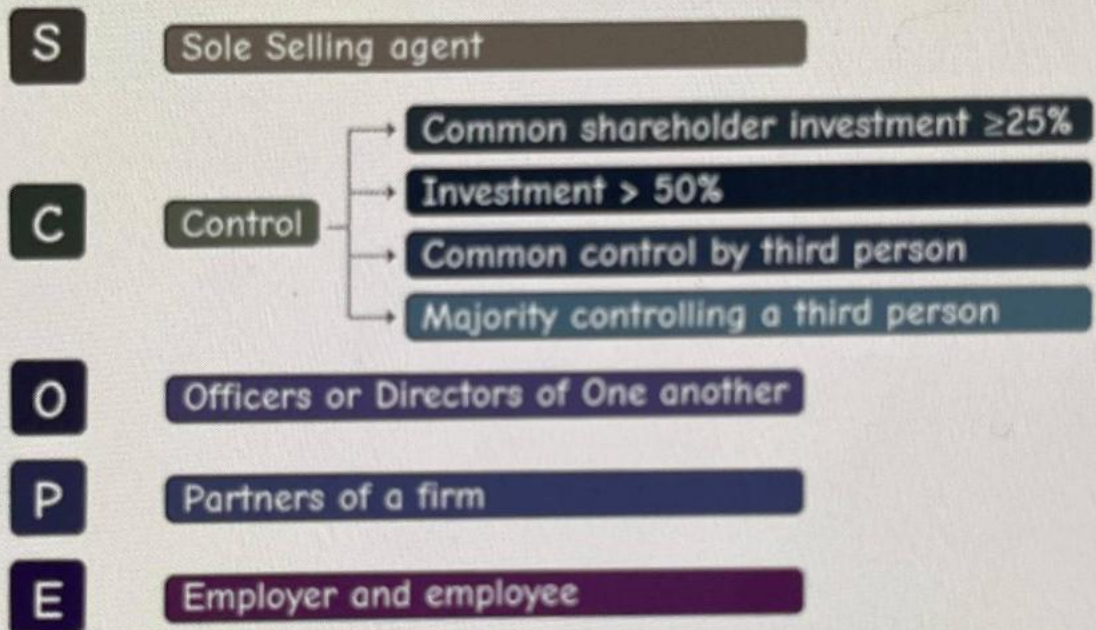 S
Sole Selling agent
C
Control
Common shareholder investment ≥25%
Investment > 50%
Common control by third person
Majority controlling a third person
O
Officers or Directors of One another
P
Partners of a firm
E
Employer and employee